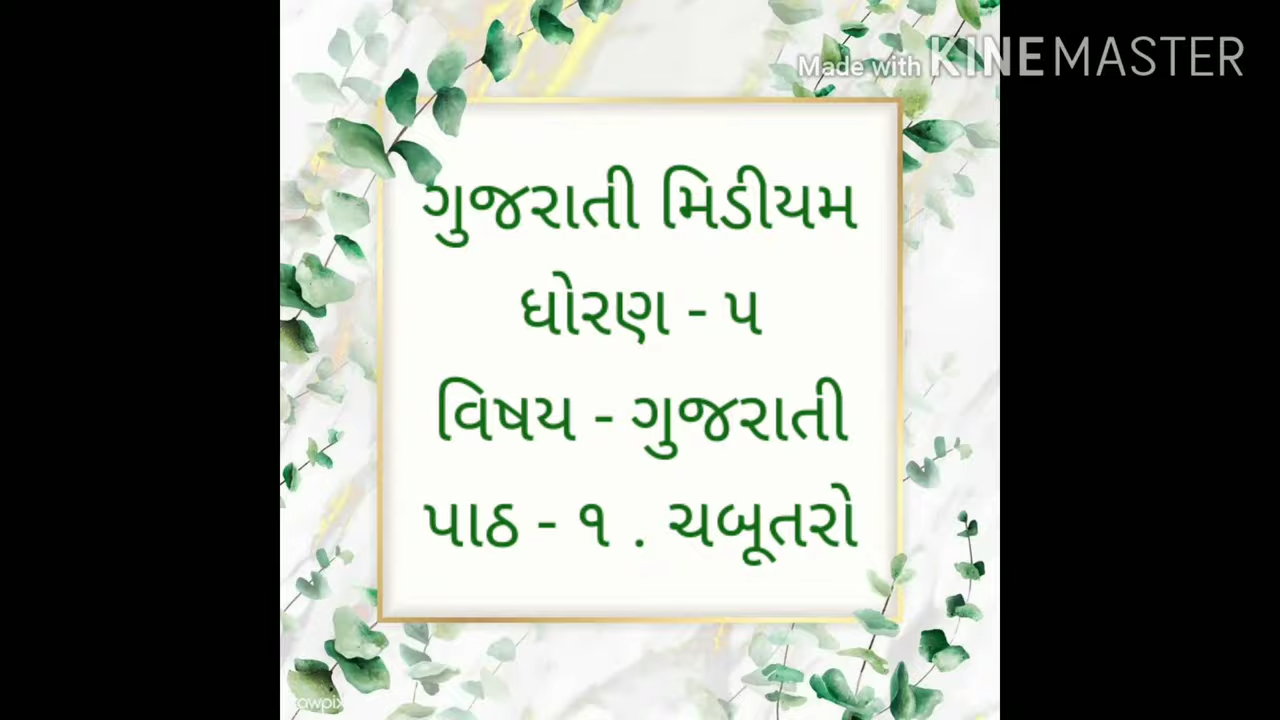 Made with KINEMASTER
ગુજરાતી મિડીયમ
ધોરણ - ૫
વિષય - ગુજરાતી
પાઠ - ૧ . ચબૂતરો